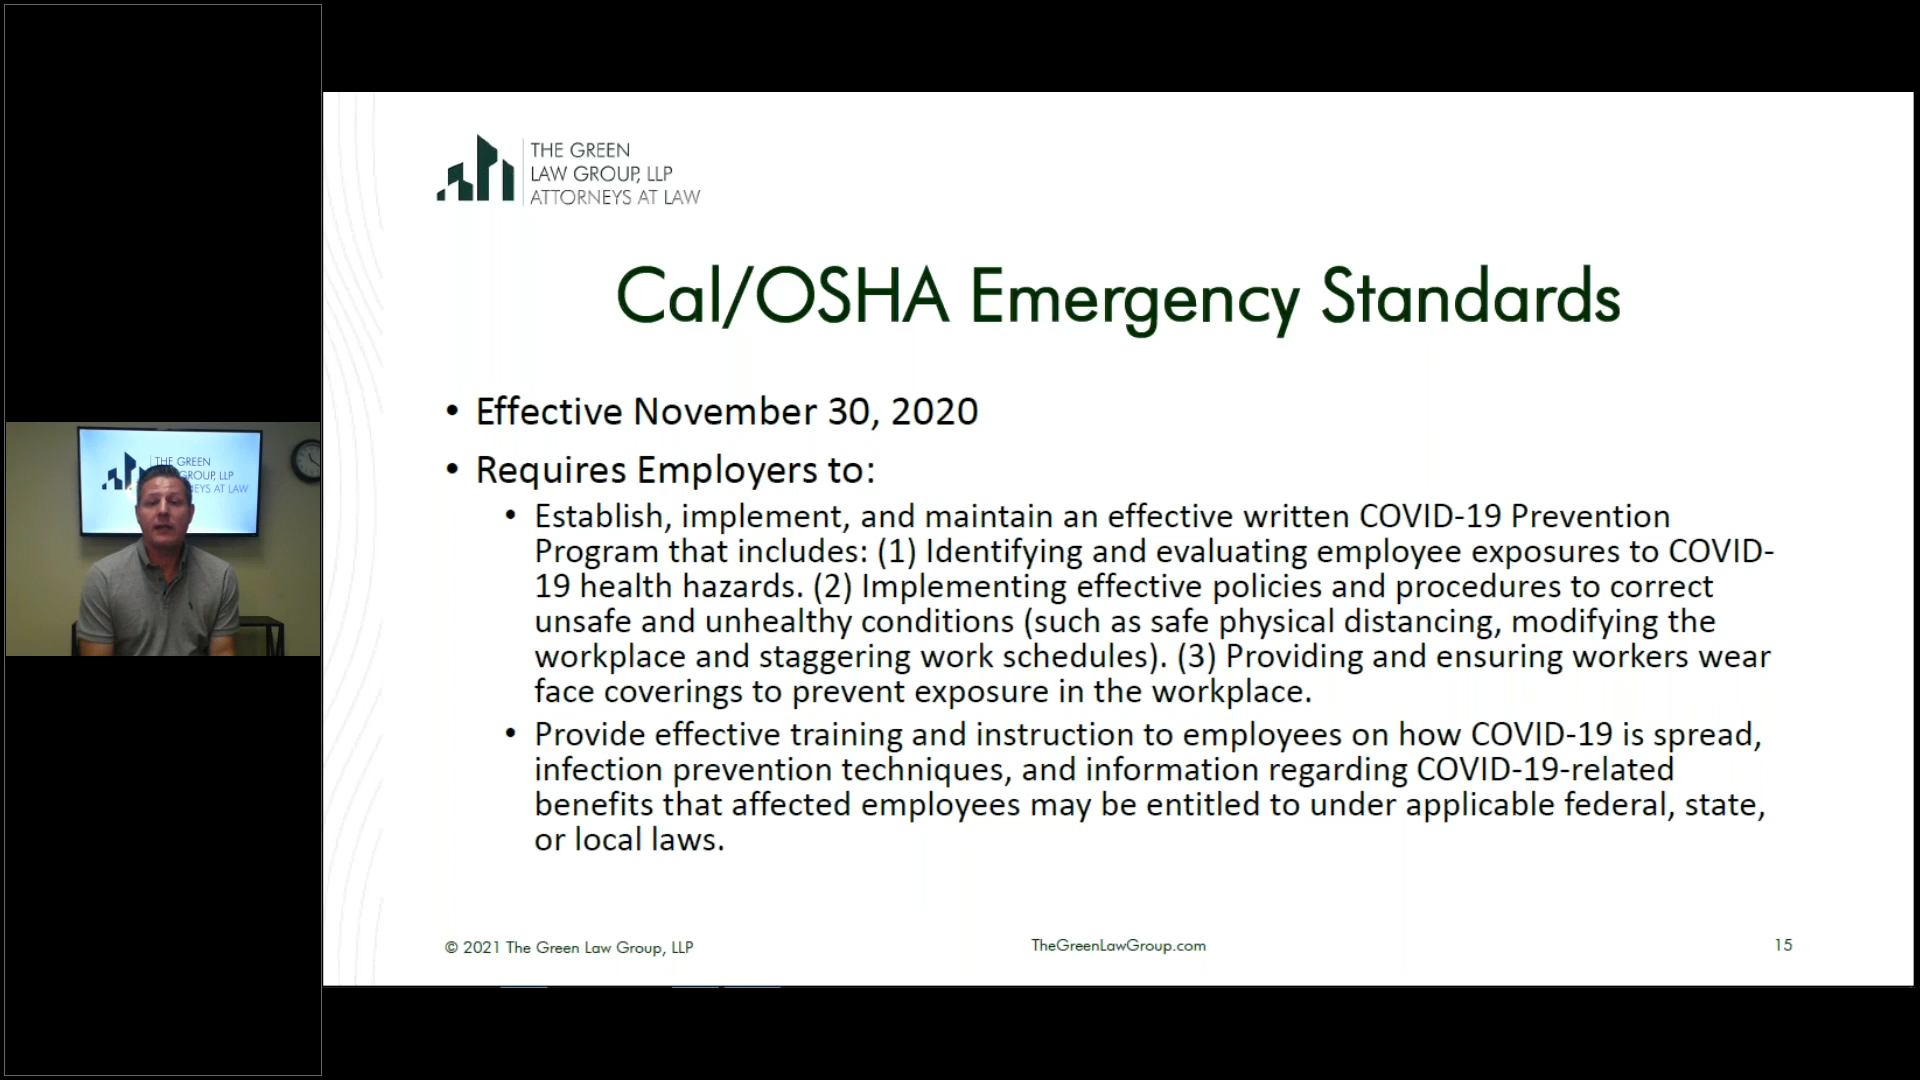 THE GREEN
LAW GROUP, LLP
ATTORNEYS AT LAW
Cal/OSHA Emergency Standards
• Effective November 30, 2020
• Requires Employers to:
• Establish, implement, and maintain an effective written COVID-19 Prevention
Program that includes: (1) Identifying and evaluating employee exposures to COVID-
19 health hazards. (2) Implementing effective policies and procedures to correct
unsafe and unhealthy conditions (such as safe physical distancing, modifying the
workplace and staggering work schedules). (3) Providing and ensuring workers wear
face coverings to prevent exposure in the workplace.
• Provide effective training and instruction to employees on how COVID-19 is spread,
infection prevention techniques, and information regarding COVID-19-related
benefits that affected employees may be entitled to under applicable federal, state,
or local laws.
© 2021 The Green Law Group, LLP
TheGreenLawGroup.com
15
THE GREEN
GROUP, LLP
EYS AT LAW